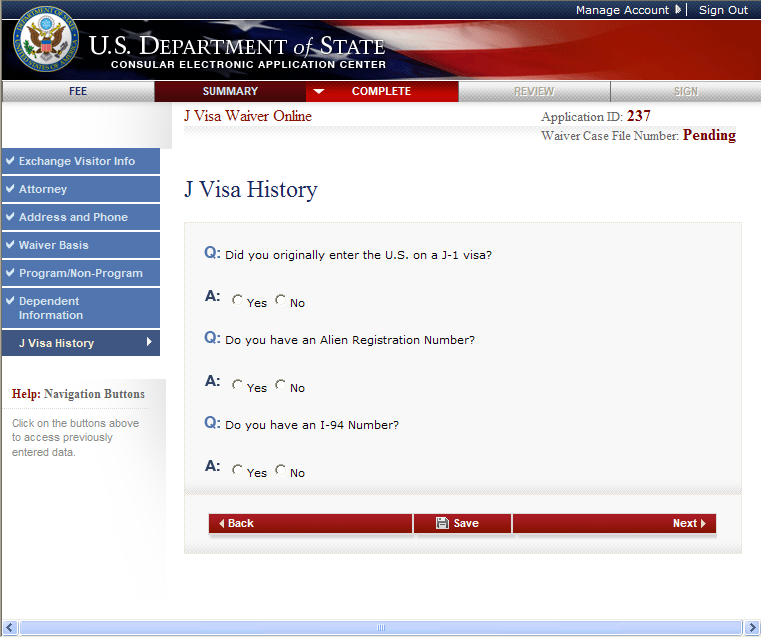 Manage Account | Sign Out
U.S. DEPARTMENT of STATE
CONSULAR ELECTRONIC APPLICATION CENTER
FEE SUMMARY COMPLETE REVIEW SIGN
J Visa Waiver Online
Application ID: 237
Waiver Case File Number: Pending
Exchange Visitor Info
Attorney
Address and Phone
Waiver Basis
Program/Non-Program
Dependent
Information
J Visa History
Help: Navigation Buttons
Click on the buttons above
to access previously
entered data.
J Visa History
Q: Did you originally enter the U.S. on a J-1 visa?
A: Yes No
Q: Do you have an Alien Registration Number?
A: Yes No
Q: Do you have an I-94 Number?
A: Yes No
Back Save Next